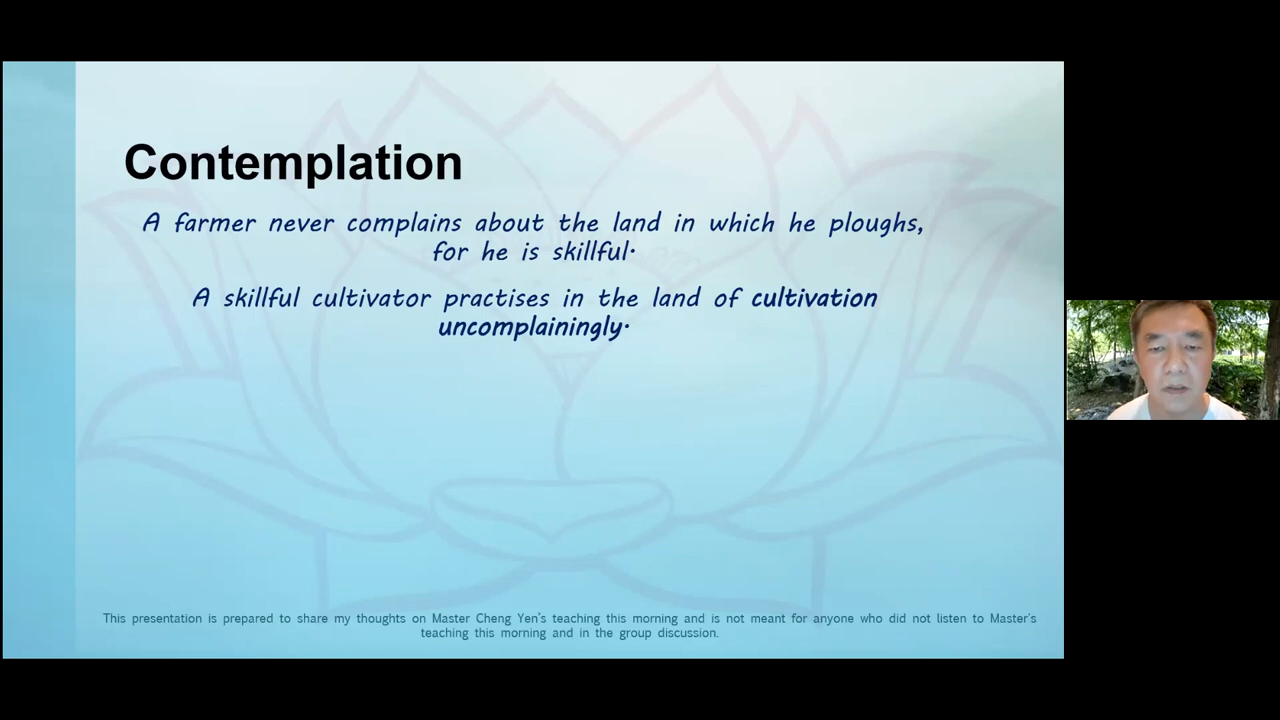 Contemplation
A farmer never complains about the land in which he ploughs,
for he is skillful.
A skillful cultivator practises in the land of cultivation
uncomplainingly.
This presentation is prepared to share my thoughts on Master Cheng Yen's teaching this morning and is not meant for anyone who did not listen to Master's
teaching this morning and in the group discussion.